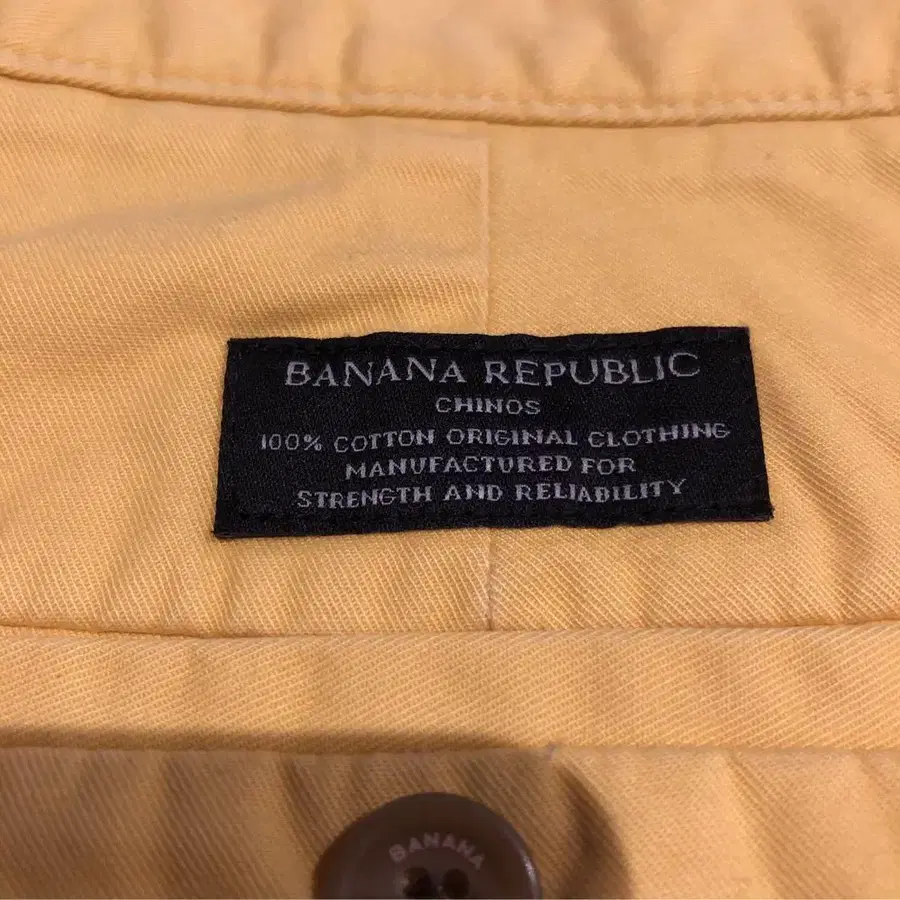 BANANA REPUBLIC
CHINOS
100% COTTON ORIGINAL CLOTHING
MANUFACTURED FOR
STRENGTH AND RELIABILITY
BANANA